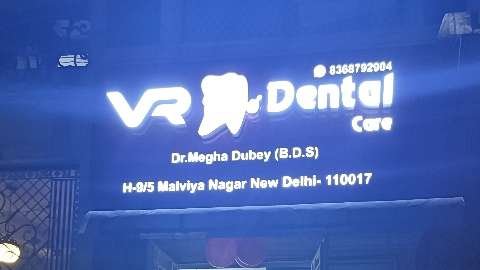 8368792904
VR Dental
Care
Dr.Megha Dubey (B.D.S)
H-9/5 Malviya Nagar New Delhi- 110017